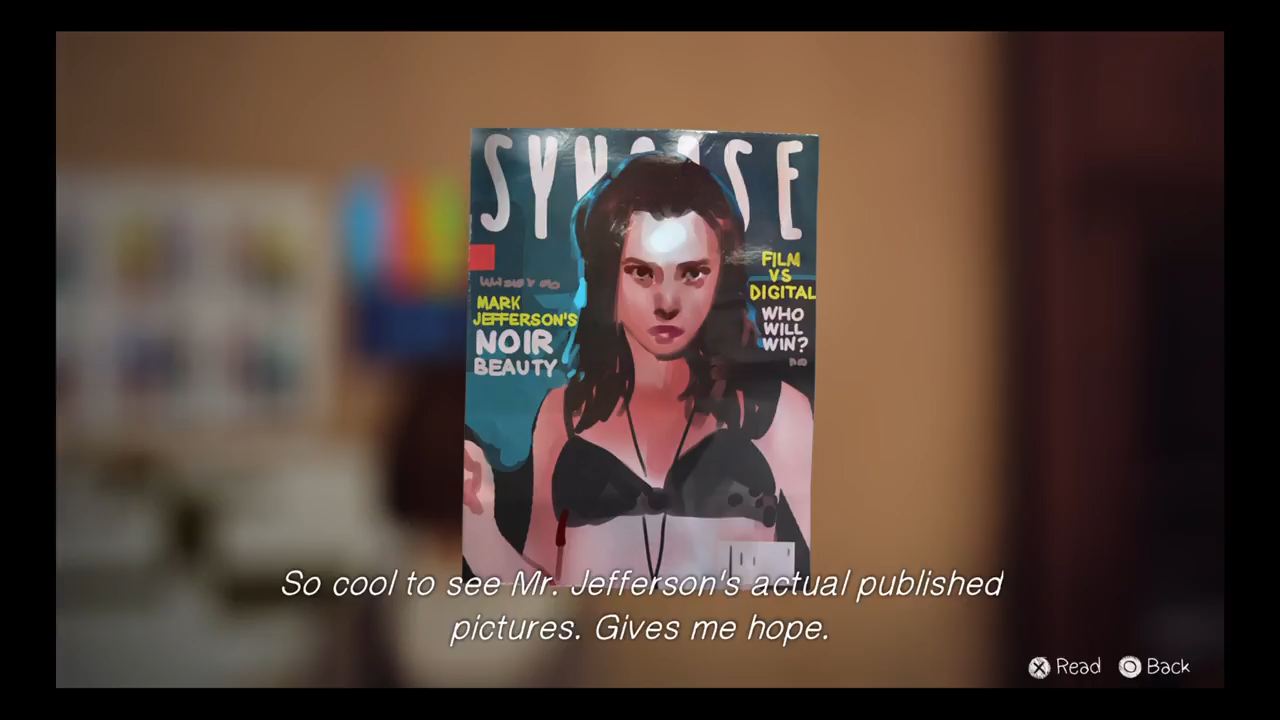 MARK
JEFFERSON'S
NOIR
BEAUTY
FILM
VS
DIGITAL
WHO
WILL
WIN?
So cool to see Mr. Jefferson's actual published
pictures. Gives me hope.
Read
Back